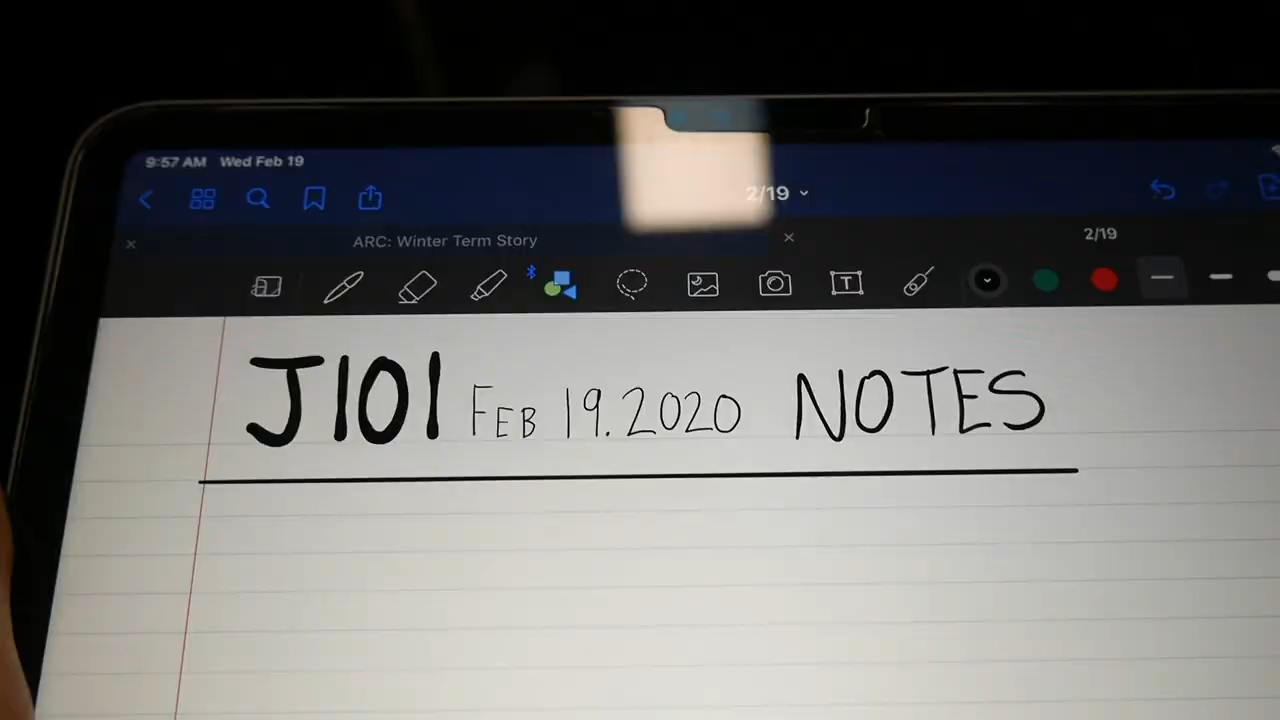 9:57 AM Wed Feb 19
2/19
ARC: Winter Term Story 2/19
T
J101 FEB 19.2020 NOTES